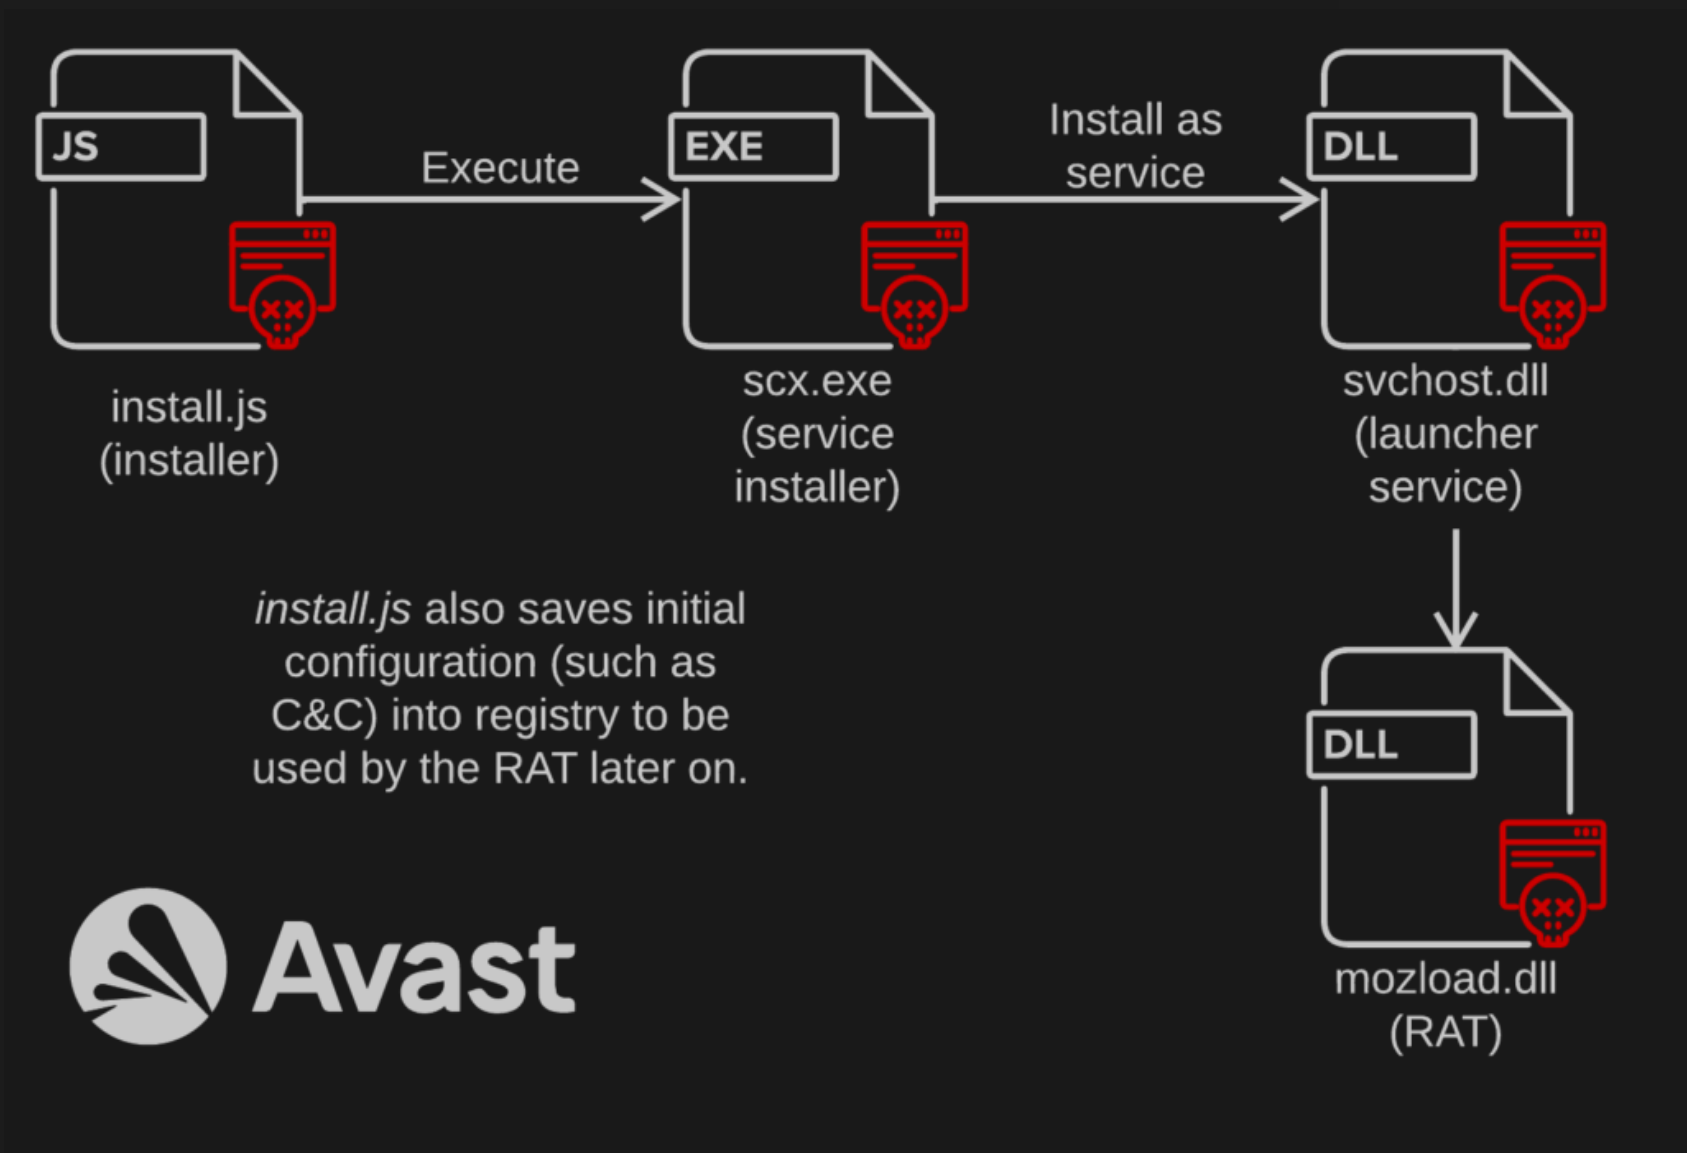 JS
Execute
EXE
Install as
service
DLL
install.js
(installer)
scx.exe
(service
installer)
svchost.dll
(launcher
service)
install.js also saves initial
configuration (such as
C&C) into registry to be
used by the RAT later on.
DLL
mozload.dll
(RAT)
Avast